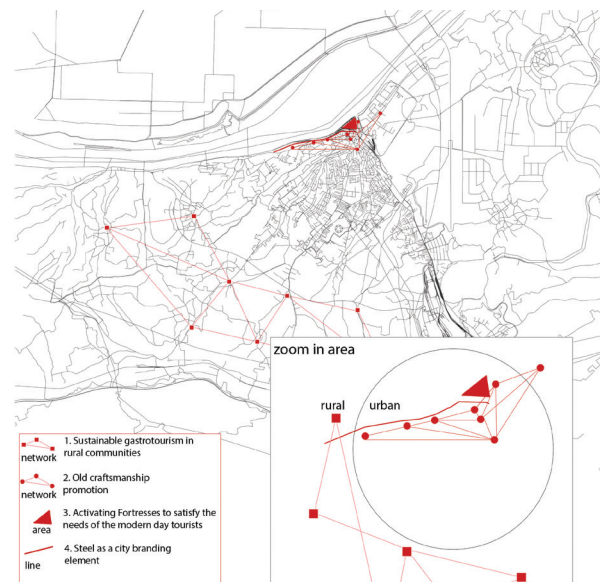 zoom in area
rural
urban
network
1. Sustainable gastrotourism in
rural communities
network
2. Old craftsmanship
promotion
area
3. Activating Fortresses to satisfy the
needs of the modern day tourists
line
4. Steel as a city branding
element